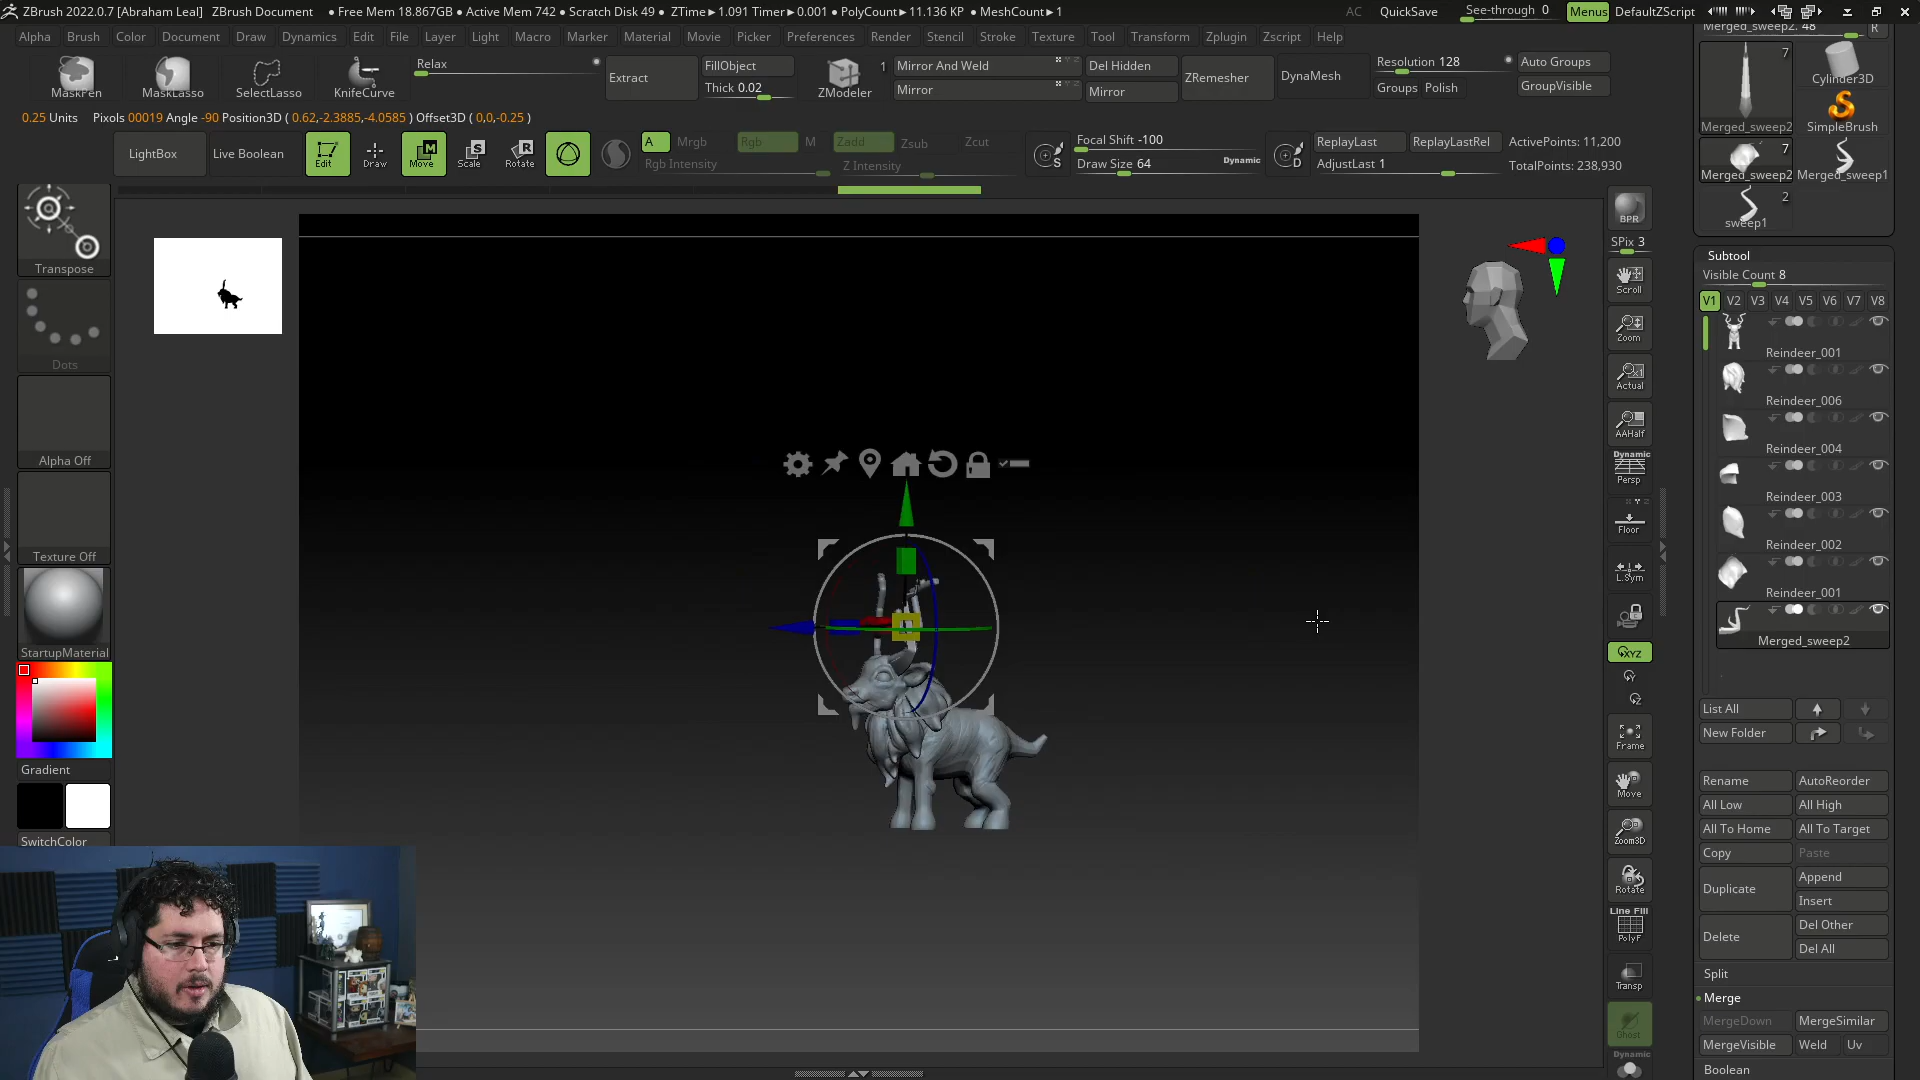 ZBrush 2022.0.7 [Abraham Leal] ZBrush Document ● Free Mem 18.867GB ● Active Mem 742 ● Scratch Disk 49 ● ZTime►1.091 Timer►0.001 ● PolyCount►11.136 KP ● MeshCount►1 AC QuickSave See-through 0 Menus DefaultZScript
Alpha Brush Color Document Draw Dynamics Edit File Layer Light Macro Marker Material Movie Picker Preferences Render Stencil Stroke Texture Tool Transform Zplugin Zscript Help
MaskPen MaskLasso SelectLasso KnifeCurve Relax Extract FillObject Thick 0.02 ZModeler 1 Mirror And Weld Mirror Del Hidden Mirror ZRemesher DynaMesh Resolution 128 Groups Polish Auto Groups GroupVisible
0.25 Units Pixols 00019 Angle -90 Position3D ( 0.62,-2.3885,-4.0585 ) Offset3D ( 0,0,-0.25 )
LightBox Live Boolean Edit Draw Move Scale Rotate A Mrgb Rgb M Zadd Zsub Zcut Focal Shift -100 ReplayLast ReplayLastRel ActivePoints: 11,200
Rgb Intensity Z Intensity Draw Size 64 Dynamic AdjustLast 1 TotalPoints: 238,930
S
D
M
S
R
Transpose
Dots
Alpha Off
Texture Off
StartupMaterial
Gradient
SwitchColor
BPR
SPix 3
Scroll
Zoom
Actual
AAHalf
Dynamic
Persp
Floor
L.Sym
XYZ
Y
Z
Frame
Move
Zoom3D
Rotate
Line Fill
PolyF
Transp
Ghost
Dynamic
Merged_sweep2. 48 R
7
Merged_sweep2 Cylinder3D
SimpleBrush
7
Merged_sweep2 Merged_sweep1
2
sweep1
Subtool
Visible Count 8
V1 V2 V3 V4 V5 V6 V7 V8
Reindeer_001
Reindeer_006
Reindeer_004
Reindeer_003
Reindeer_002
Reindeer_001
Merged_sweep2
List All
New Folder
Rename AutoReorder
All Low All High
All To Home All To Target
Copy Paste
Duplicate Append
Insert
Delete Del Other
Del All
Split
Merge
MergeDown MergeSimilar
MergeVisible Weld Uv
Boolean